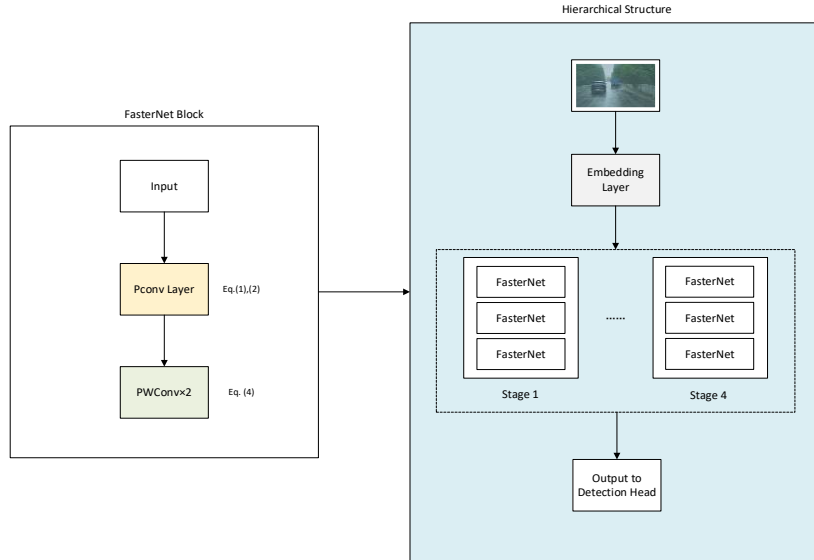 Hierarchical Structure
FasterNet Block
Input
Pconv Layer
Eq.(1),(2)
PWConv×2
Eq. (4)
Embedding
Layer
FasterNet
FasterNet
FasterNet
Stage 1
......
FasterNet
FasterNet
FasterNet
Stage 4
Output to
Detection Head